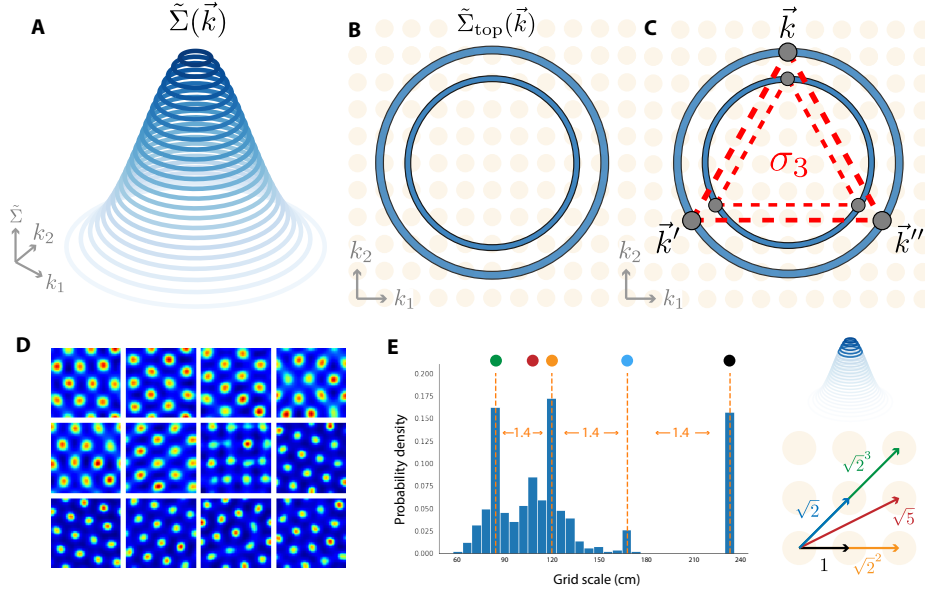 A
Σ̃(k⃗)
Σ̃
k₂
k₁
B
Σ̃top(k⃗)
k₂
k₁
C
k⃗
σ₃
k⃗′
k⃗″
k₂
k₁
D
E
Probability density
0.200
0.175
0.150
0.125
0.100
0.075
0.050
0.025
0.000
1.4
1.4
1.4
60
90
120
150
180
210
240
Grid scale (cm)
√2³
√2
√5
1
√2²